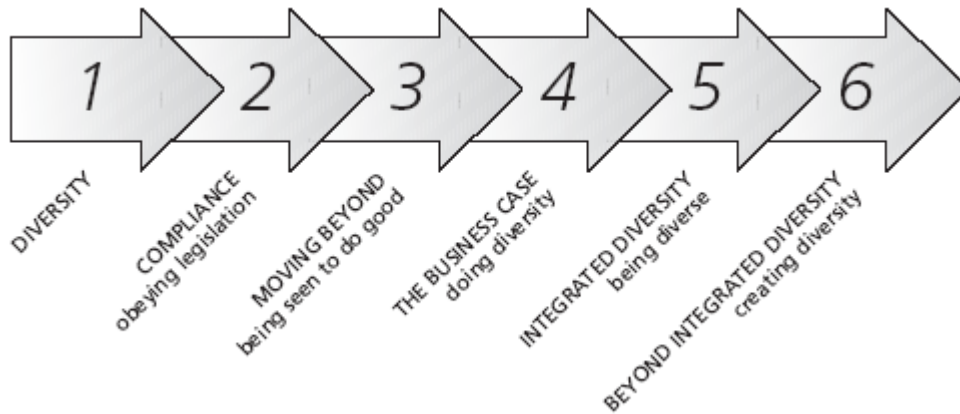 1
2
3
4
5
6
DIVERSITY
COMPLIANCE
obeying legislation
MOVING BEYOND
being seen to do good
THE BUSINESS CASE
doing diversity
INTEGRATED DIVERSITY
being diverse
BEYOND INTEGRATED DIVERSITY
creating diversity